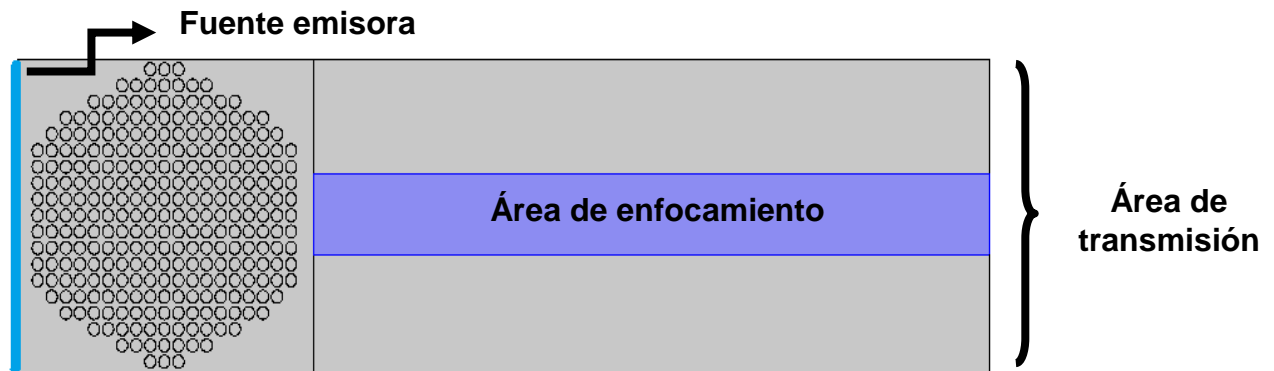 Fuente emisora
Área de enfocamiento
Área de
transmisión